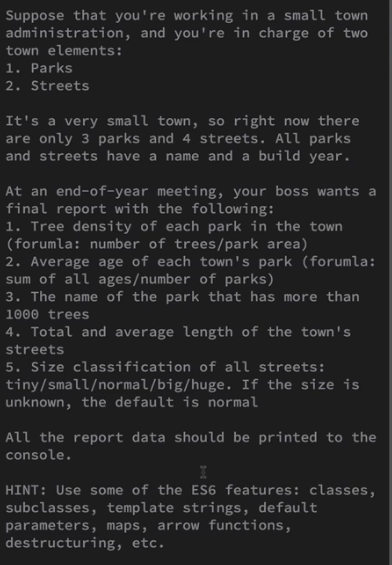 Suppose that you're working in a small town
administration, and you're in charge of two
town elements:
1. Parks
2. Streets
It's a very small town, so right now there
are only 3 parks and 4 streets. All parks
and streets have a name and a build year.
At an end-of-year meeting, your boss wants a
final report with the following:
1. Tree density of each park in the town
(forumla: number of trees/park area)
2. Average age of each town's park (forumla:
sum of all ages/number of parks)
3. The name of the park that has more than
1000 trees
4. Total and average length of the town's
streets
5. Size classification of all streets:
tiny/small/normal/big/huge. If the size is
unknown, the default is normal
All the report data should be printed to the
console.
HINT: Use some of the ES6 features: classes,
subclasses, template strings, default
parameters, maps, arrow functions,
destructuring, etc.